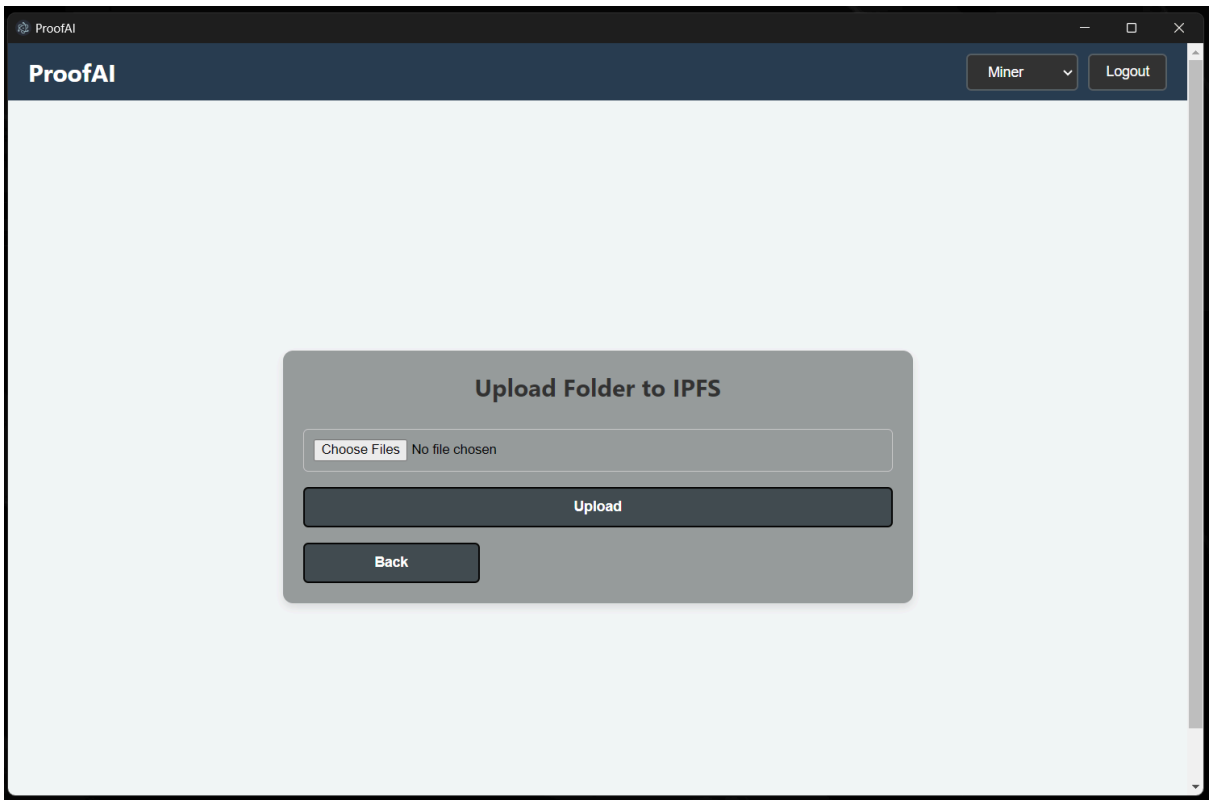 ProofAI
ProofAI
Miner
Logout
Upload Folder to IPFS
Choose Files No file chosen
Upload
Back